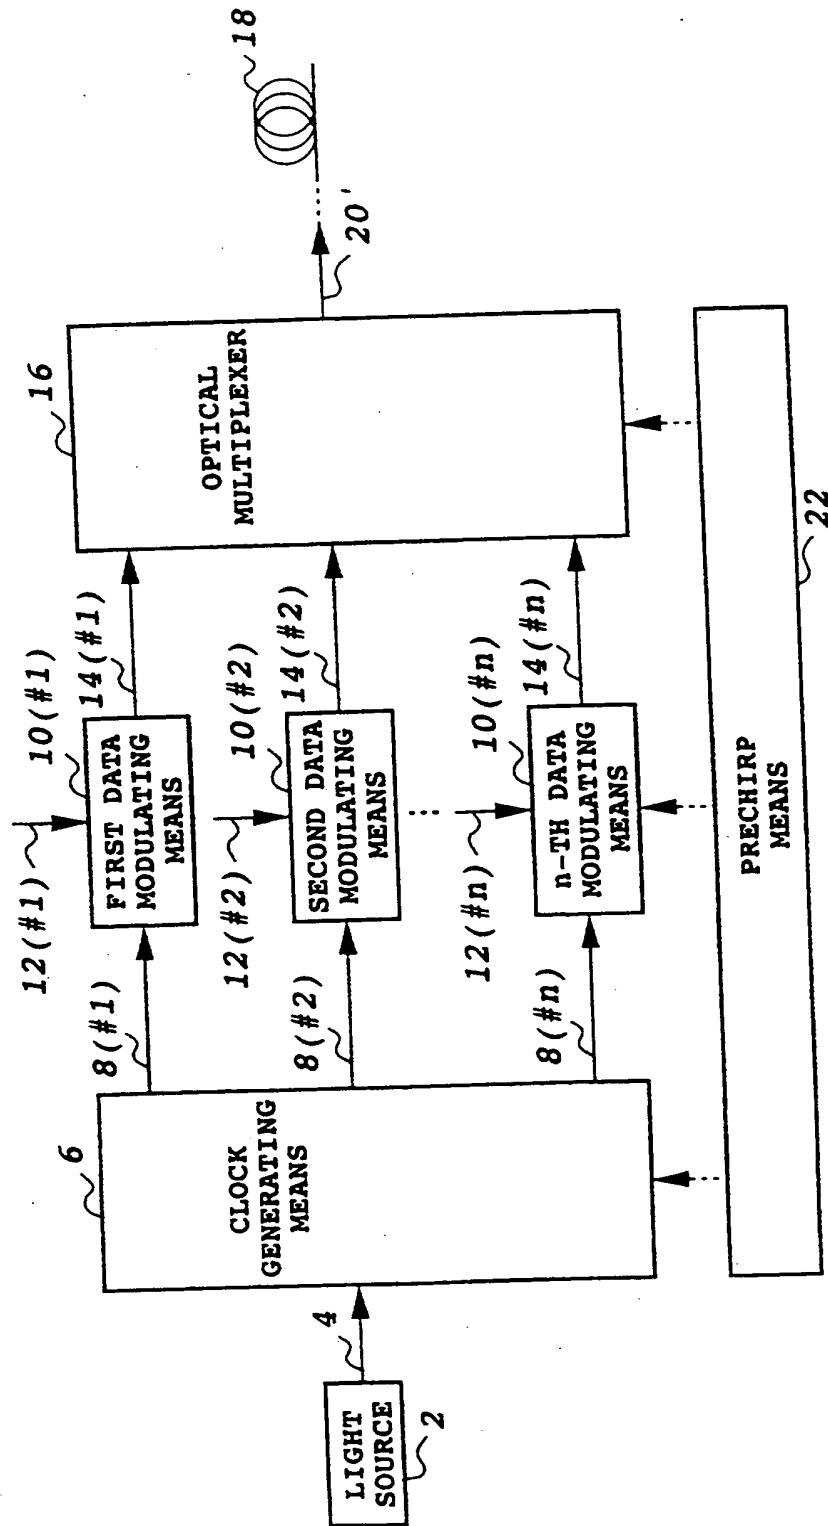 LIGHT
SOURCE
2
4
6
CLOCK
GENERATING
MEANS
8(#1)
8(#2)
8(#n)
12(#1)
12(#2)
12(#n)
FIRST DATA
MODULATING
MEANS
10(#1)
SECOND DATA
MODULATING
MEANS
10(#2)
n-TH DATA
MODULATING
MEANS
10(#n)
14(#1)
14(#2)
14(#n)
16
OPTICAL
MULTIPLEXER
18
20'
PRECHIRP
MEANS
22